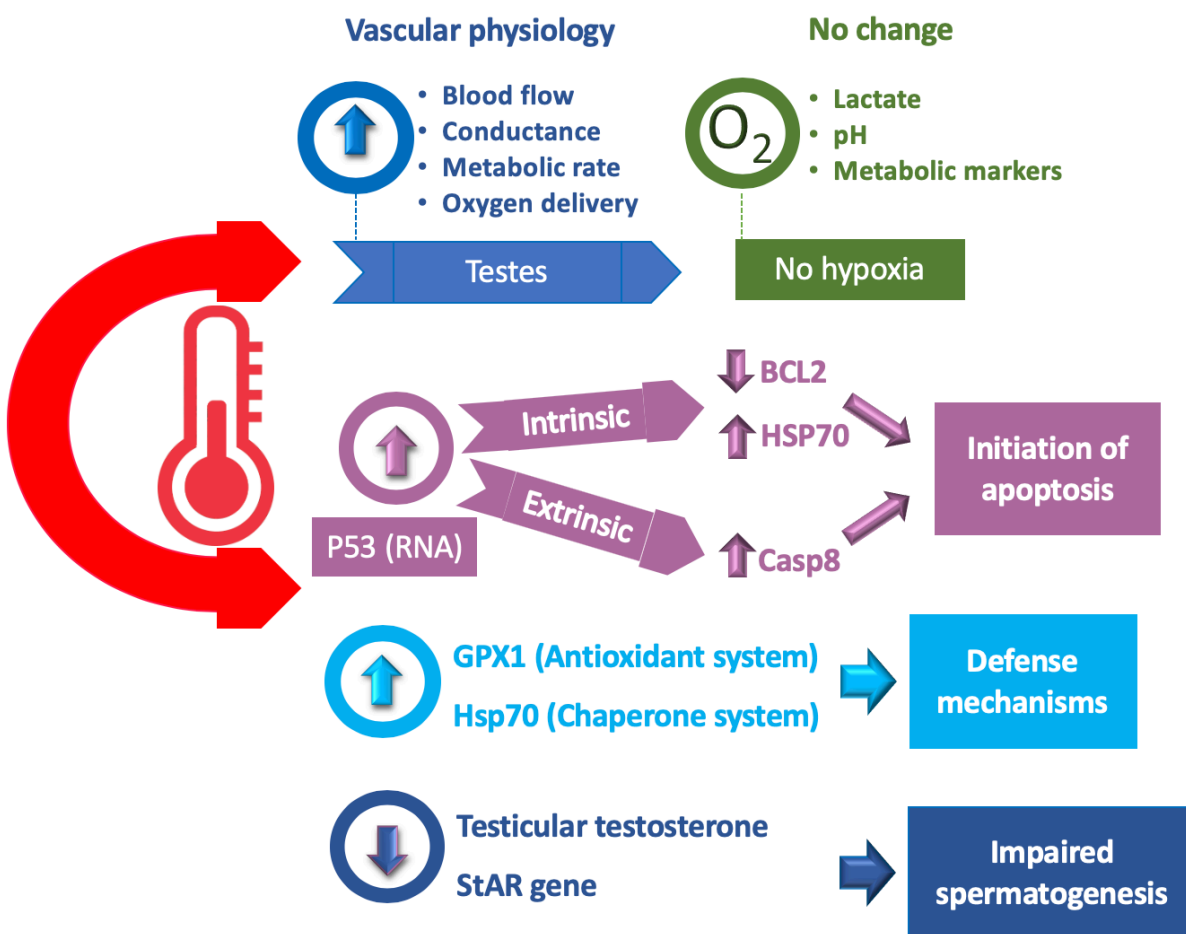 Vascular physiology
• Blood flow
• Conductance
• Metabolic rate
• Oxygen delivery
No change
O2
• Lactate
• pH
• Metabolic markers
Testes
No hypoxia
P53 (RNA)
Intrinsic
BCL2
HSP70
Extrinsic
Casp8
Initiation of
apoptosis
GPX1 (Antioxidant system)
Hsp70 (Chaperone system)
Defense
mechanisms
Testicular testosterone
StAR gene
Impaired
spermatogenesis